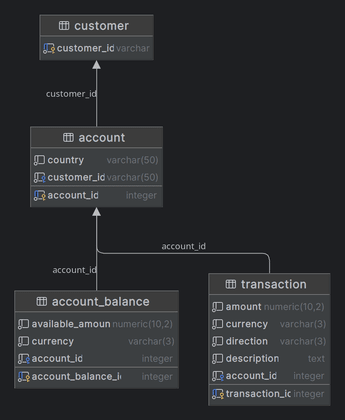 customer
customer_id varchar
customer_id
account
country varchar(50)
customer_id varchar(50)
account_id integer
account_id
account_id
account_balance
available_amoun numeric(10,2)
currency varchar(3)
account_id integer
account_balance_i integer
transaction
amount numeric(10,2)
currency varchar(3)
direction varchar(3)
description text
account_id integer
transaction_id integer